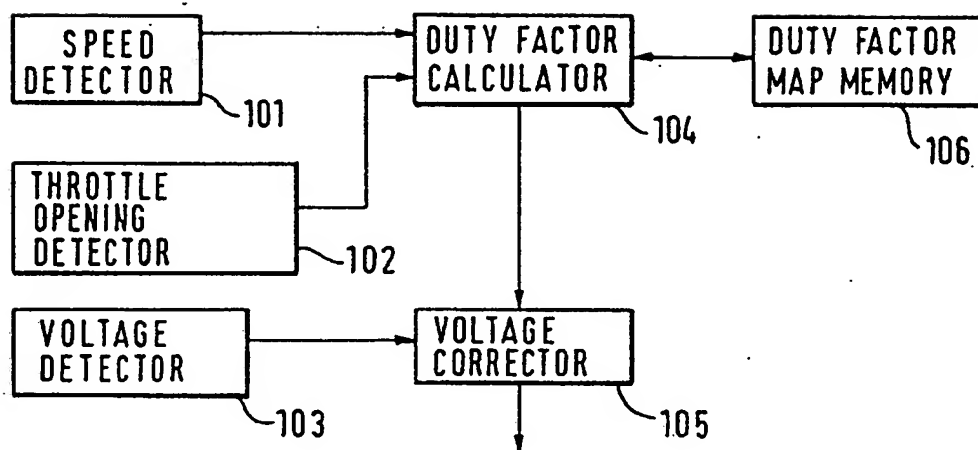 SPEED
DETECTOR
101
DUTY FACTOR
CALCULATOR
104
DUTY FACTOR
MAP MEMORY
106
THROTTLE
OPENING
DETECTOR
102
VOLTAGE
DETECTOR
103
VOLTAGE
CORRECTOR
105